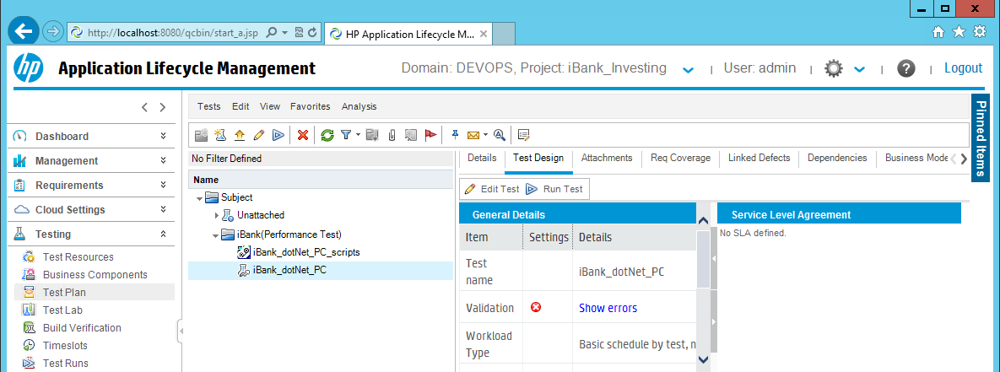 http://localhost:8080/qcbin/start_a.jsp
HP Application Lifecycle M...
hp Application Lifecycle Management Domain: DEVOPS, Project: iBank_Investing User: admin Logout
Tests Edit View Favorites Analysis
Pinned Items
Dashboard
Management
Requirements
Cloud Settings
Testing
Test Resources
Business Components
Test Plan
Test Lab
Build Verification
Timeslots
Test Runs
No Filter Defined
Name
Subject
Unattached
iBank(Performance Test)
iBank_dotNet_PC_scripts
iBank_dotNet_PC
Details Test Design Attachments Req Coverage Linked Defects Dependencies Business Mode
Edit Test Run Test
General Details
Item Settings Details
Test name iBank_dotNet_PC
Validation Show errors
Workload Type Basic schedule by test, n
Service Level Agreement
No SLA defined.